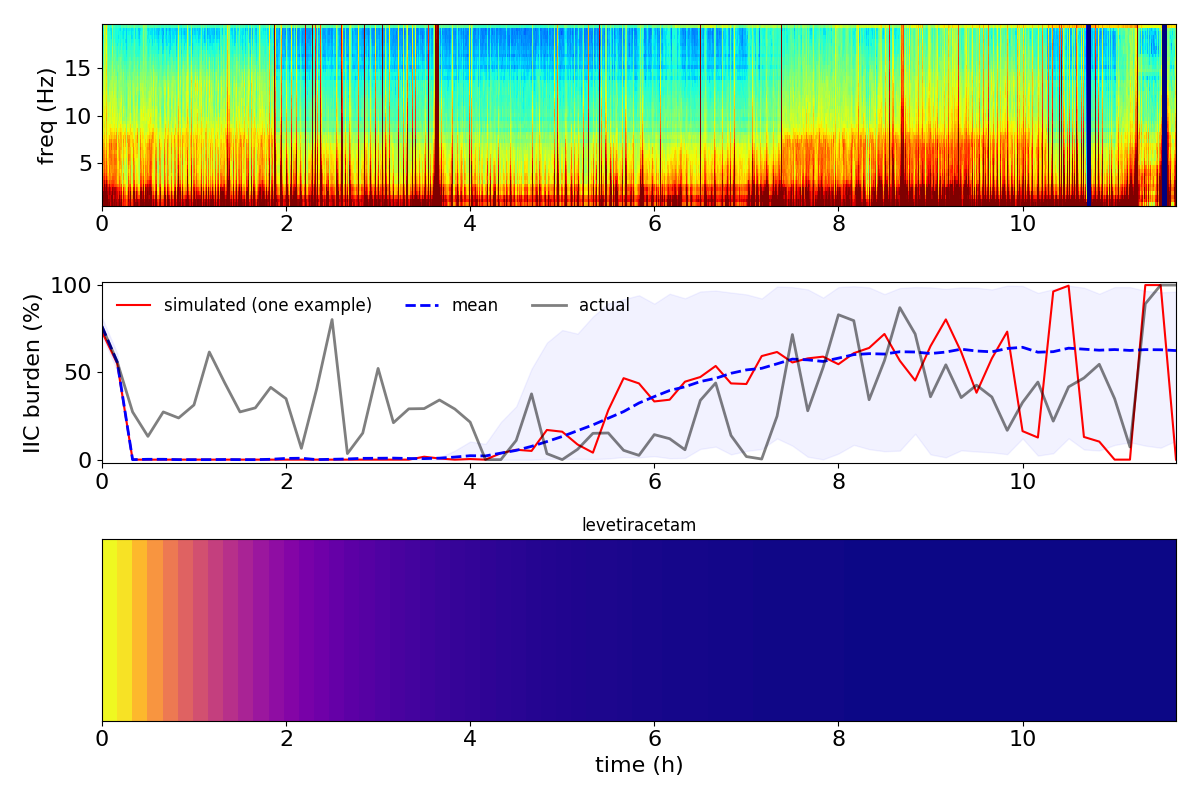 freq (Hz)
15
10
5
0 2 4 6 8 10
IIC burden (%)
100
50
0
simulated (one example) mean actual
0 2 4 6 8 10
levetiracetam
0 2 4 6 8 10
time (h)